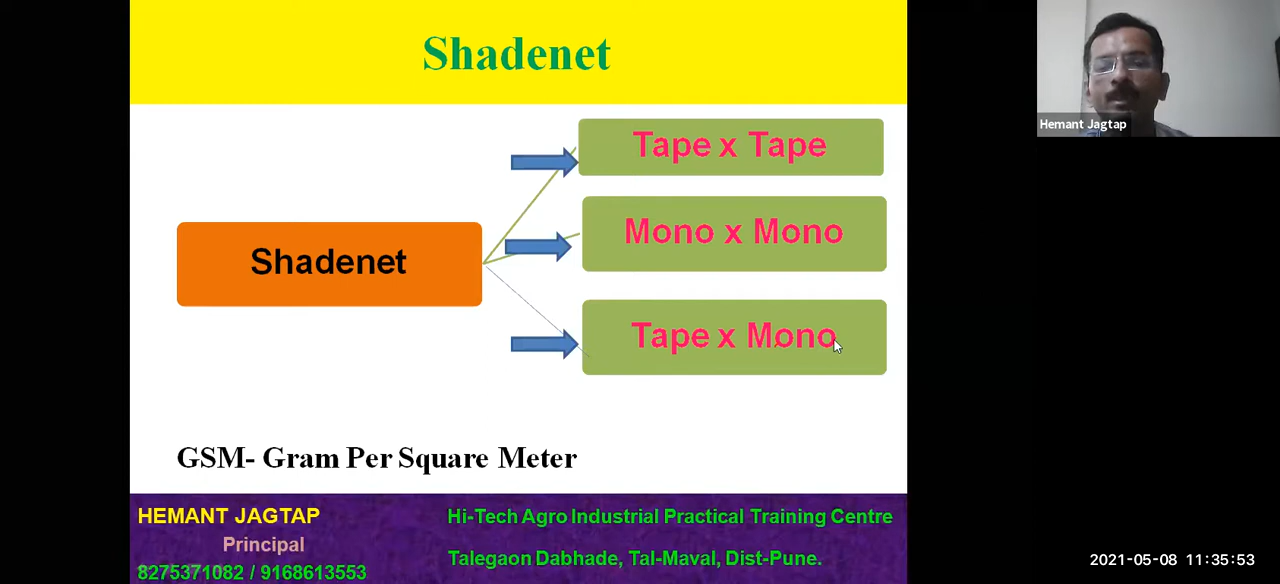 Shadenet
Tape x Tape
Mono x Mono
Shadenet
Tape x Mono
GSM- Gram Per Square Meter
HEMANT JAGTAP
Principal
8275371082 / 9168613553
Hi-Tech Agro Industrial Practical Training Centre
Talegaon Dabhade, Tal-Maval, Dist-Pune.
Hemant Jagtap
2021-05-08 11:35:53